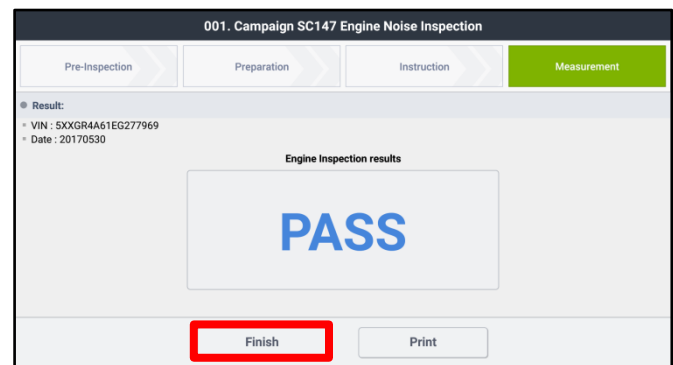 001. Campaign SC147 Engine Noise Inspection
Pre-Inspection Preparation Instruction Measurement
Result:
VIN : 5XXGR4A61EG277969
Date : 20170530
Engine Inspection results
PASS
Finish Print